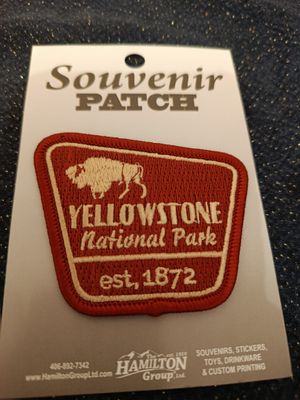 Souvenir
PATCH
YELLOWSTONE
National Park
est, 1872
406-892-7342
www.HamiltonGroupLtd.com
The
HAMILTON
Group, Ltd.
SOUVENIRS, STICKERS,
TOYS, DRINKWARE
& CUSTOM PRINTING